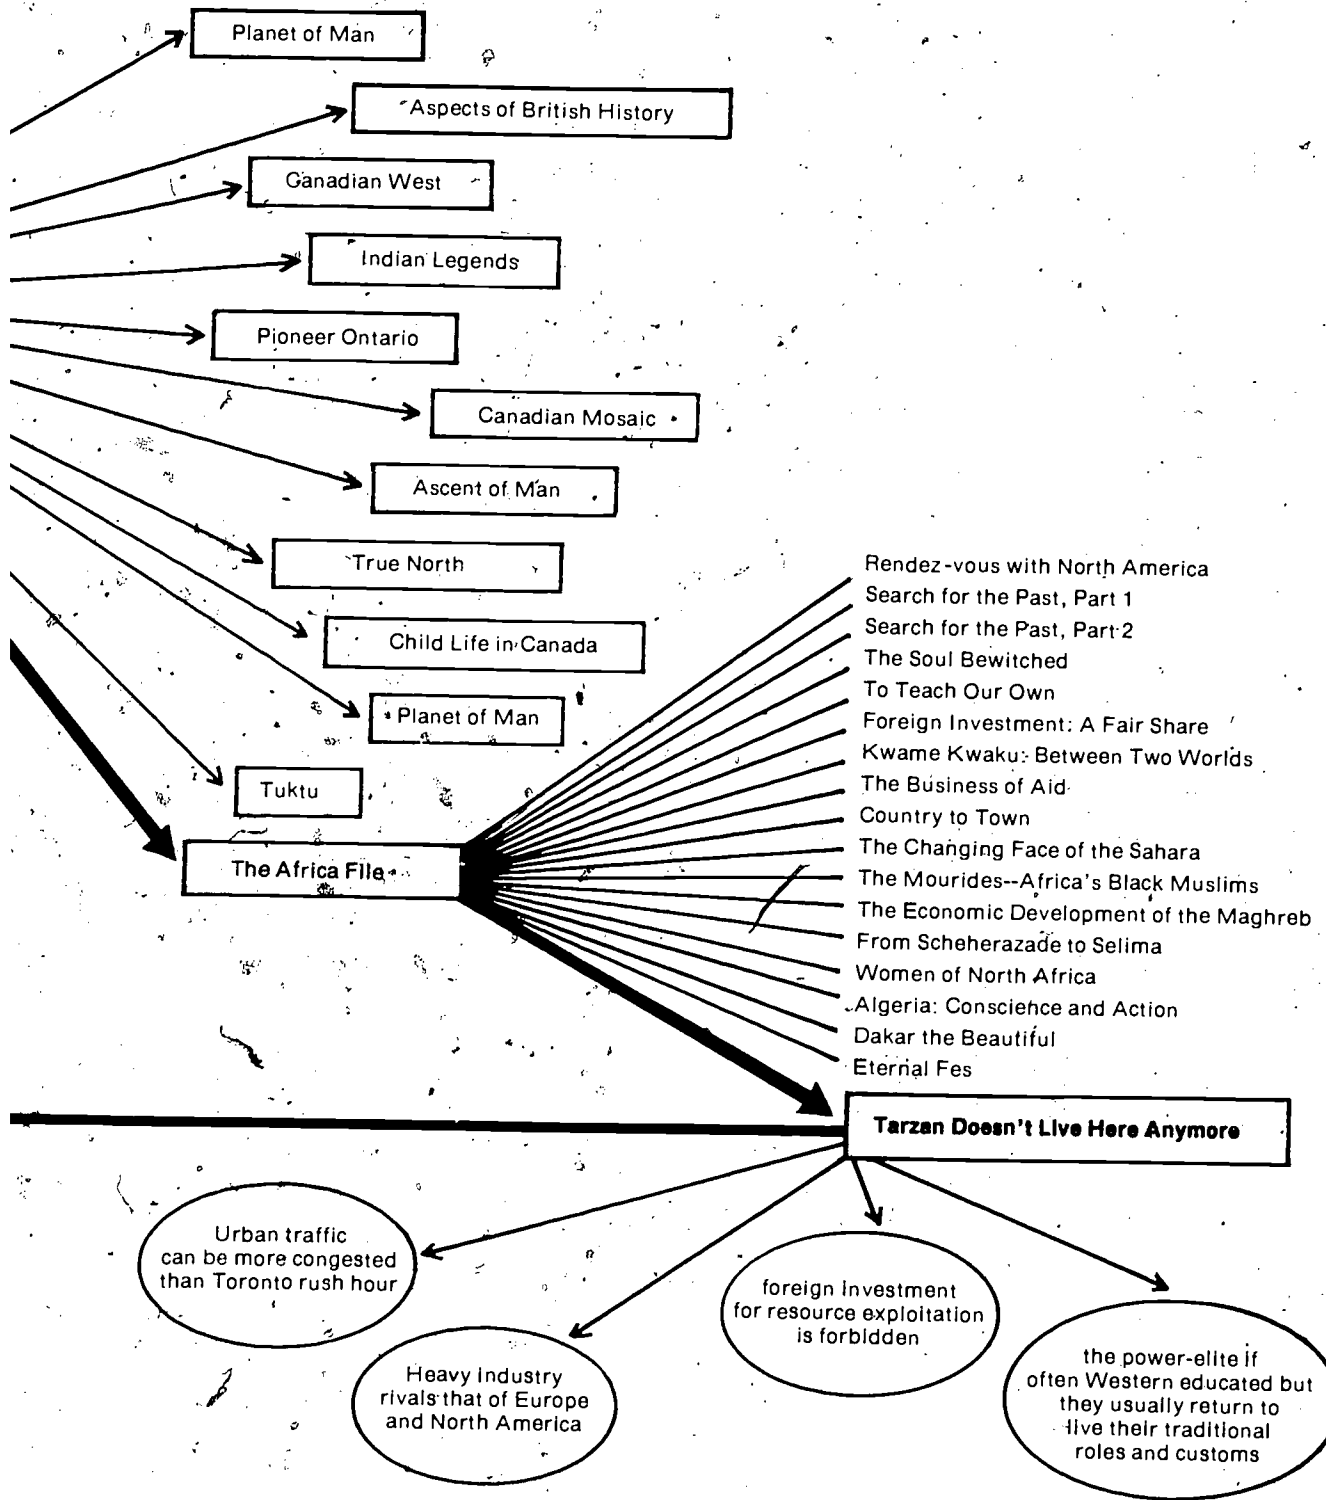 Planet of Man
Aspects of British History
Canadian West
Indian Legends
Pioneer Ontario
Canadian Mosaic
Ascent of Man
True North
Child Life in Canada
Planet of Man
Tuktu
The Africa File
Rendez-vous with North America
Search for the Past, Part 1
Search for the Past, Part 2
The Soul Bewitched
To Teach Our Own
Foreign Investment: A Fair Share
Kwame Kwaku: Between Two Worlds
The Business of Aid
Country to Town
The Changing Face of the Sahara
The Mourides--Africa's Black Muslims
The Economic Development of the Maghreb
From Scheherazade to Selima
Women of North Africa
Algeria: Conscience and Action
Dakar the Beautiful
Eternal Fes
Tarzan Doesn't Live Here Anymore
Urban traffic
can be more congested
than Toronto rush hour
Heavy Industry
rivals that of Europe
and North America
foreign Investment
for resource exploitation
is forbidden
the power-elite if
often Western educated but
they usually return to
live their traditional
roles and customs